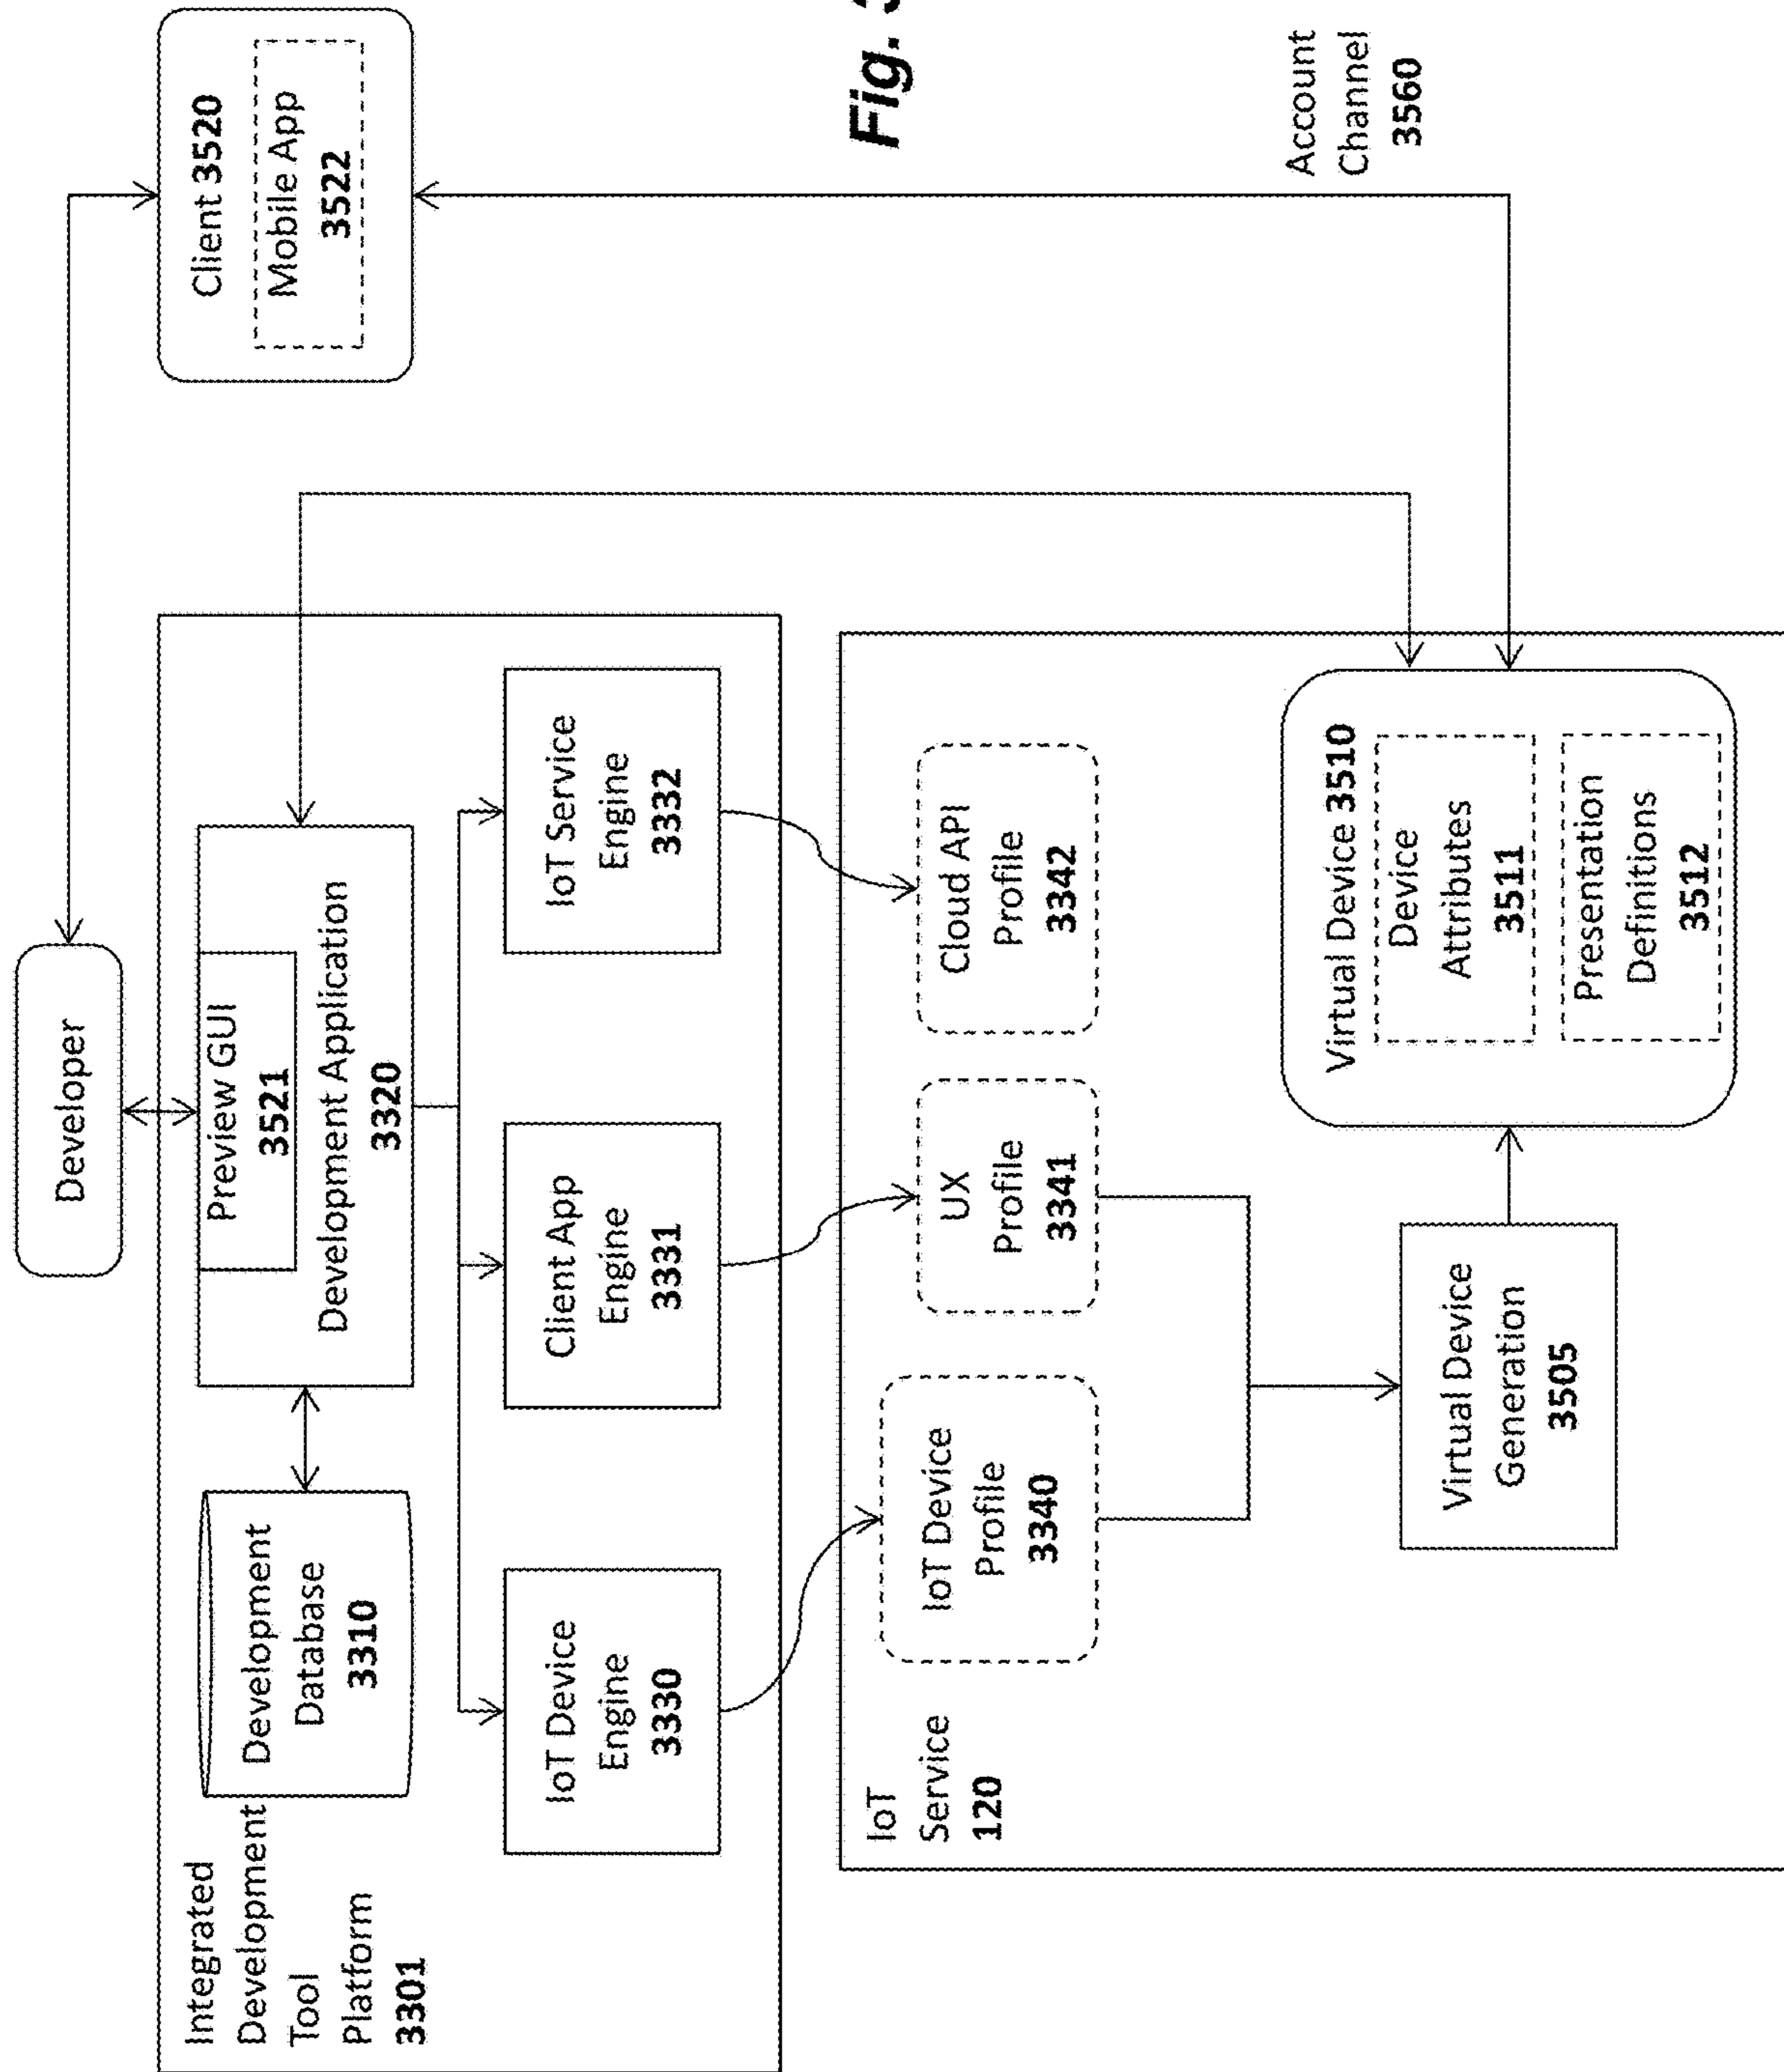 Developer
Integrated
Development
Tool
Platform
3301
Development
Database
3310
Preview GUI
3521
Development Application
3320
Client 3520
Mobile App
3522
IoT Device
Engine
3330
Client App
Engine
3331
IoT Service
Engine
3332
Fig.
IoT
Service
120
IoT Device
Profile
3340
UX
Profile
3341
Cloud API
Profile
3342
Virtual Device
Generation
3505
Virtual Device 3510
Device
Attributes
3511
Presentation
Definitions
3512
Account
Channel
3560